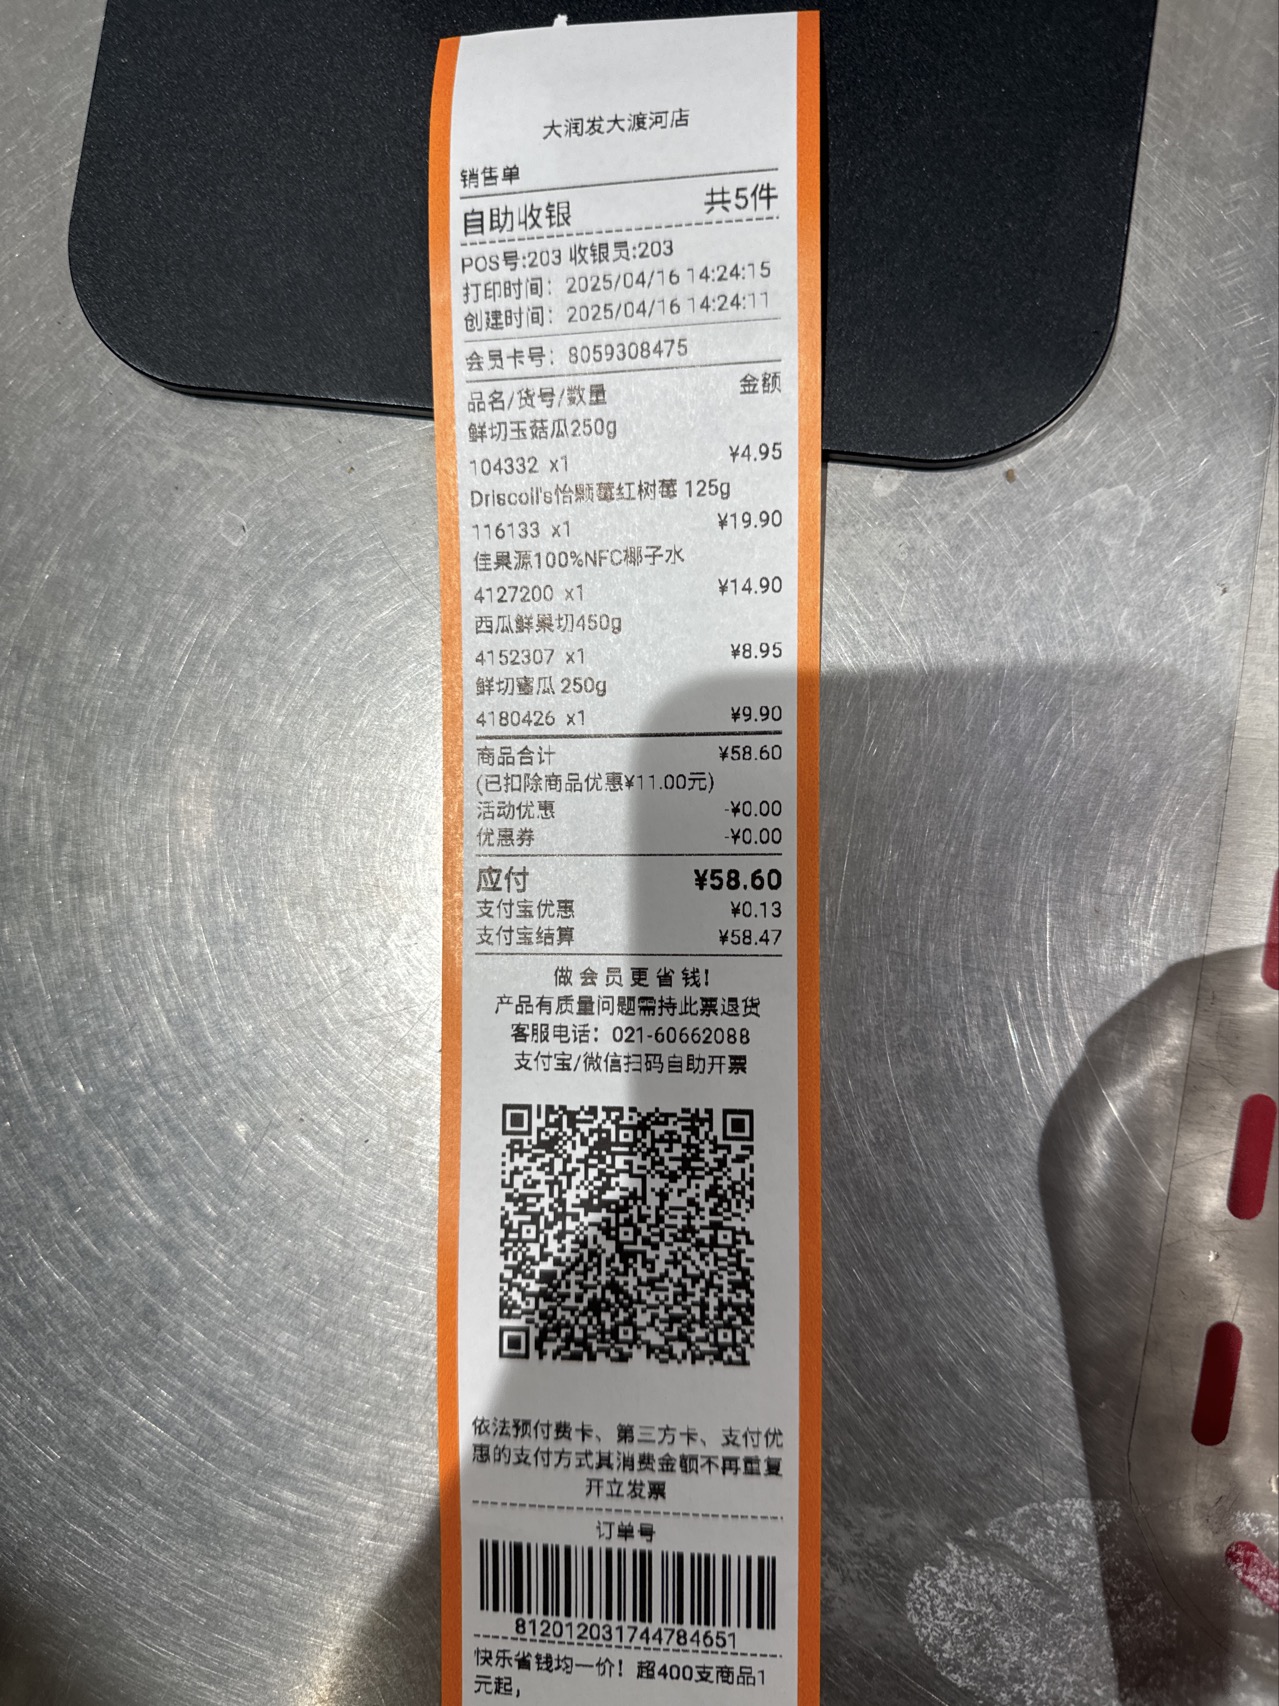 大润发大渡河店
销售单
自助收银 共5件
POS号:203 收银员:203
打印时间：2025/04/16 14:24:15
创建时间：2025/04/16 14:24:11
会员卡号：8059308475
品名/货号/数量 金额
鲜切玉菇瓜250g
104332 x1 ¥4.95
Driscoll's怡颗莓红树莓 125g
116133 x1 ¥19.90
佳果源100%NFC椰子水
4127200 x1 ¥14.90
西瓜鲜果切450g
4152307 x1 ¥8.95
鲜切蜜瓜 250g
4180426 x1 ¥9.90
商品合计 ¥58.60
(已扣除商品优惠¥11.00元)
活动优惠 -¥0.00
优惠券 -¥0.00
应付 ¥58.60
支付宝优惠 ¥0.13
支付宝结算 ¥58.47
做会员更省钱!
产品有质量问题需持此票退货
客服电话：021-60662088
支付宝/微信扫码自助开票
依法预付费卡、第三方卡、支付优
惠的支付方式其消费金额不再重复
开立发票
订单号
812012031744784651
快乐省钱均一价！超400支商品1
元起，